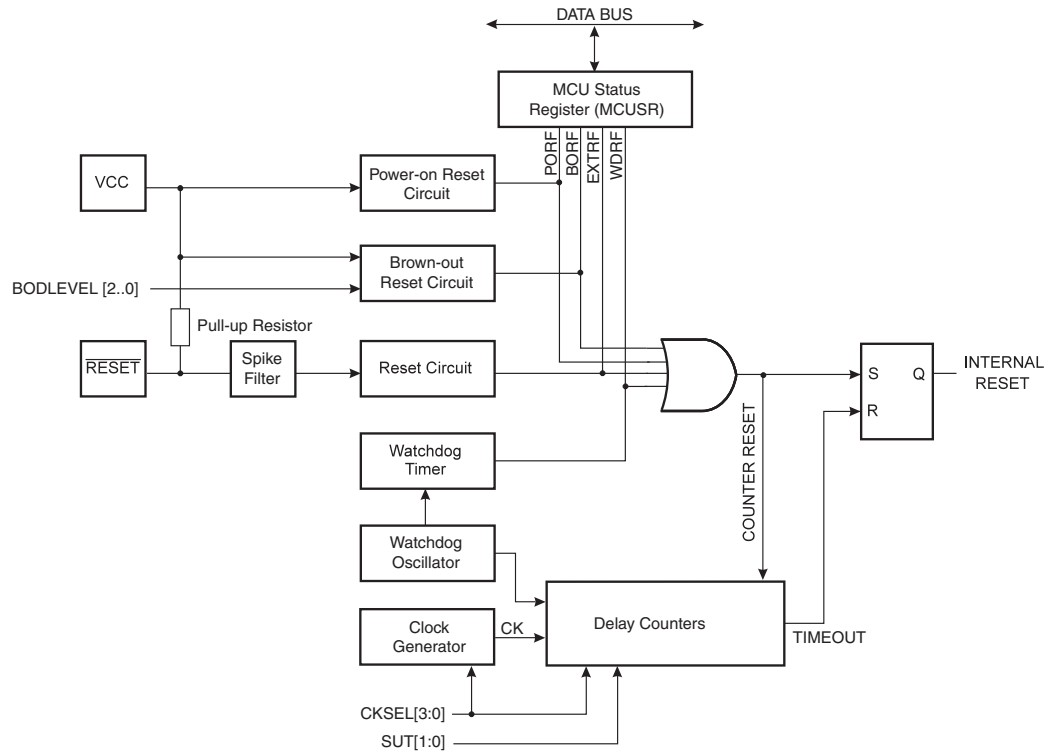 DATA BUS
MCU Status
Register (MCUSR)
PORF
BORF
EXTRF
WDRF
VCC
Power-on Reset
Circuit
Brown-out
Reset Circuit
BODLEVEL [2..0]
Pull-up Resistor
RESET
Spike
Filter
Reset Circuit
S
Q
R
INTERNAL
RESET
COUNTER RESET
Watchdog
Timer
Watchdog
Oscillator
Clock
Generator
CK
Delay Counters
TIMEOUT
CKSEL[3:0]
SUT[1:0]